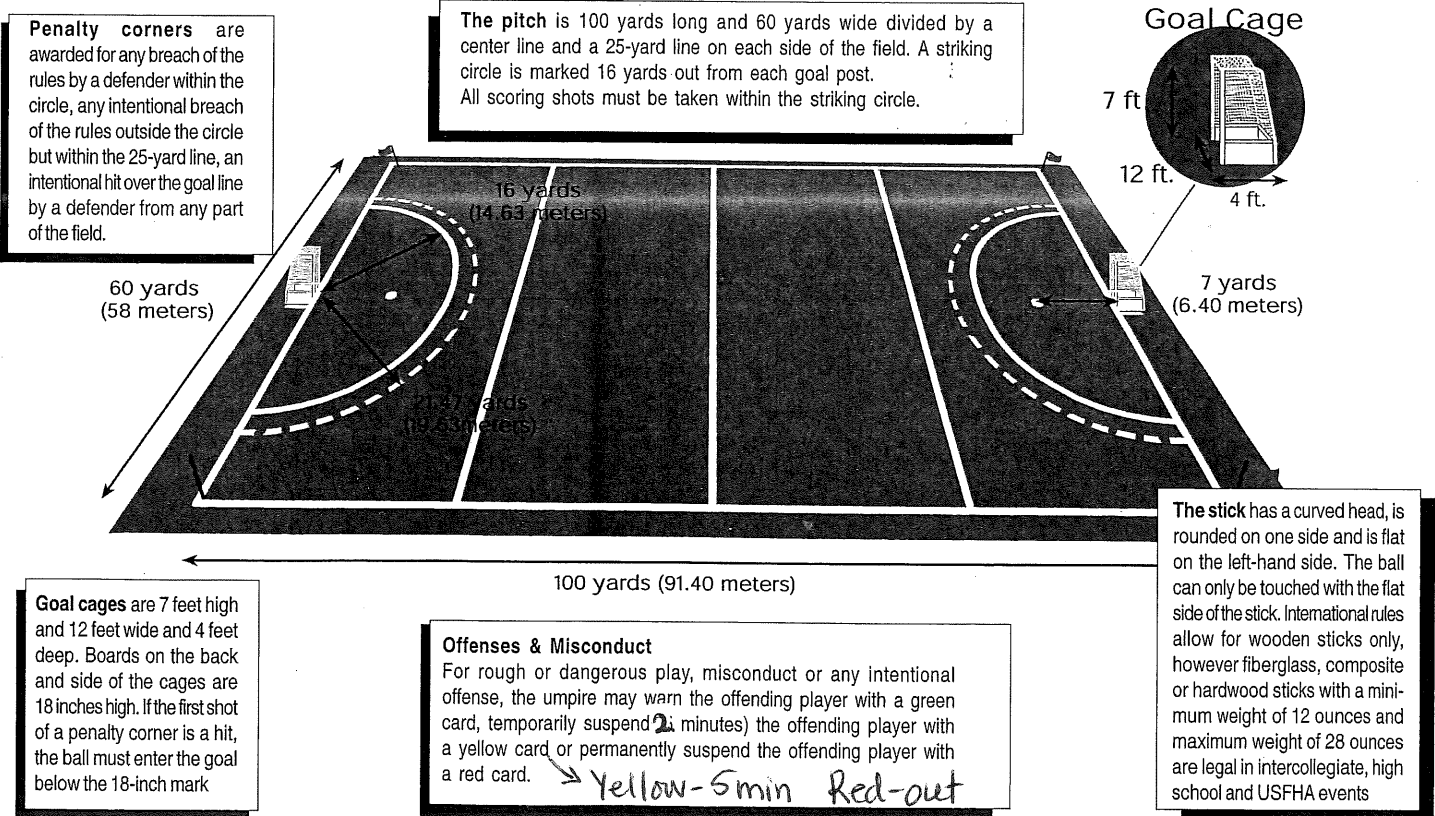 Penalty corners are
awarded for any breach of the
rules by a defender within the
circle, any intentional breach
of the rules outside the circle
but within the 25-yard line, an
intentional hit over the goal line
by a defender from any part
of the field.
The pitch is 100 yards long and 60 yards wide divided by a
center line and a 25-yard line on each side of the field. A striking
circle is marked 16 yards out from each goal post.
All scoring shots must be taken within the striking circle.
Goal Cage
7 ft
12 ft.
4 ft.
16 yards
(14.63 meters)
60 yards
(58 meters)
7 yards
(6.40 meters)
21.47 yards
(19.63 meters)
100 yards (91.40 meters)
Goal cages are 7 feet high
and 12 feet wide and 4 feet
deep. Boards on the back
and side of the cages are
18 inches high. If the first shot
of a penalty corner is a hit,
the ball must enter the goal
below the 18-inch mark
Offenses & Misconduct
For rough or dangerous play, misconduct or any intentional
offense, the umpire may warn the offending player with a green
card, temporarily suspend 2 minutes) the offending player with
a yellow card or permanently suspend the offending player with
a red card.
Yellow-5min Red-out
The stick has a curved head, is
rounded on one side and is flat
on the left-hand side. The ball
can only be touched with the flat
side of the stick. International rules
allow for wooden sticks only,
however fiberglass, composite
or hardwood sticks with a mini-
mum weight of 12 ounces and
maximum weight of 28 ounces
are legal in intercollegiate, high
school and USFHA events